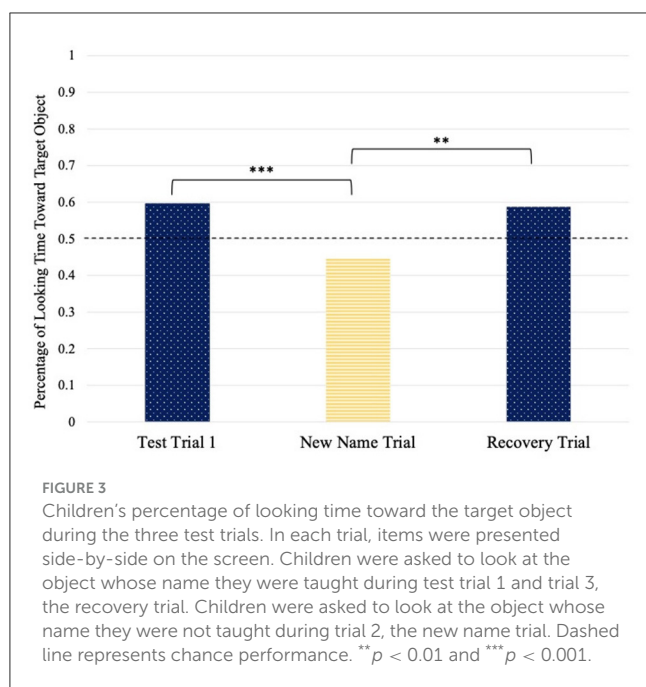 Percentage of Looking Time Toward Target Object
1
0.9
0.8
0.7
0.6
0.5
0.4
0.3
0.2
0.1
0
***
**
Test Trial 1 New Name Trial Recovery Trial
FIGURE 3
Children's percentage of looking time toward the target object
during the three test trials. In each trial, items were presented
side-by-side on the screen. Children were asked to look at the
object whose name they were taught during test trial 1 and trial 3,
the recovery trial. Children were asked to look at the object whose
name they were not taught during trial 2, the new name trial. Dashed
line represents chance performance. **p < 0.01 and ***p < 0.001.